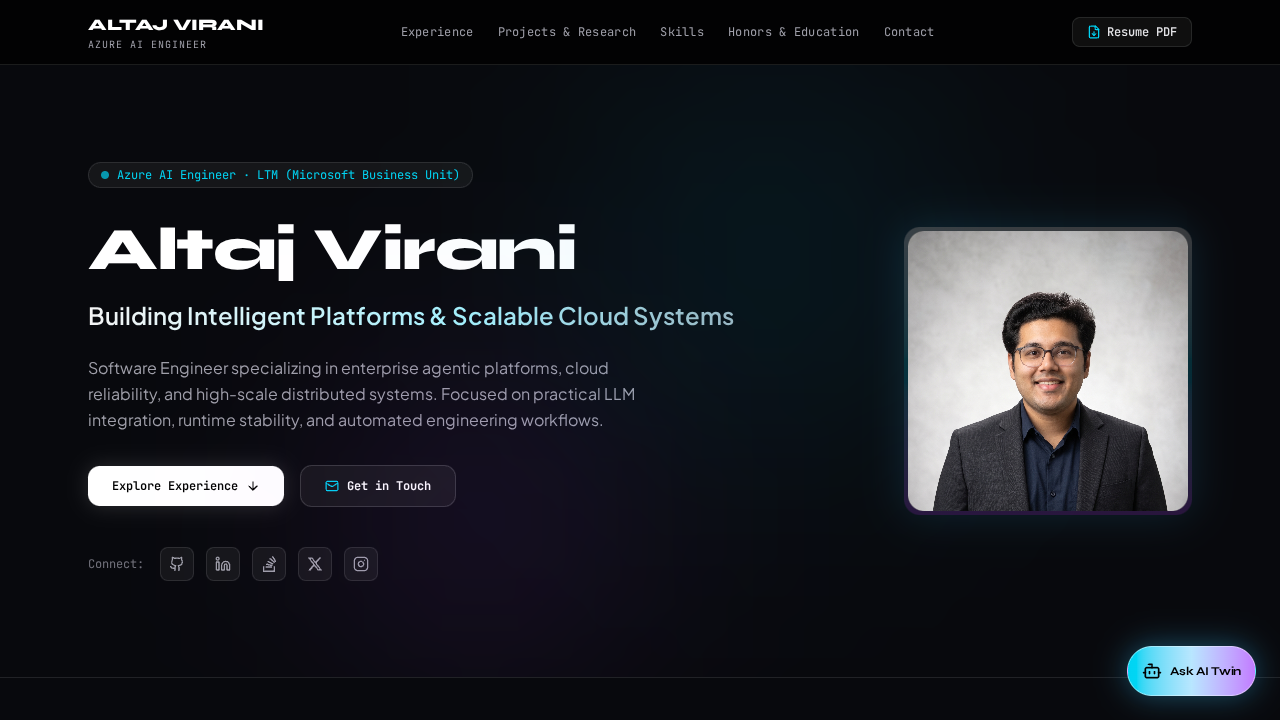 ALTAJ VIRANI
AZURE AI ENGINEER
Experience
Projects & Research
Skills
Honors & Education
Contact
Resume PDF
Azure AI Engineer · LTM (Microsoft Business Unit)
Altaj Virani
Building Intelligent Platforms & Scalable Cloud Systems
Software Engineer specializing in enterprise agentic platforms, cloud
reliability, and high-scale distributed systems. Focused on practical LLM
integration, runtime stability, and automated engineering workflows.
Explore Experience
Get in Touch
Connect:
Ask AI Twin